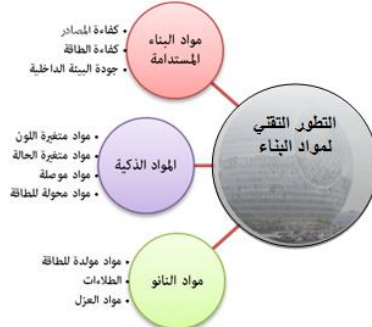 التطور التقني
لمواد البناء
مواد البناء
المستدامة
• كفاءة المصادر
• كفاءة الطاقة
• جودة البيئة الداخلية
المواد الذكية
• مواد متغيرة اللون
• مواد متغيرة الحالة
• مواد موصلة
• مواد محولة للطاقة
مواد النانو
• مواد مولدة للطاقة
• الطلاءات
• مواد العزل